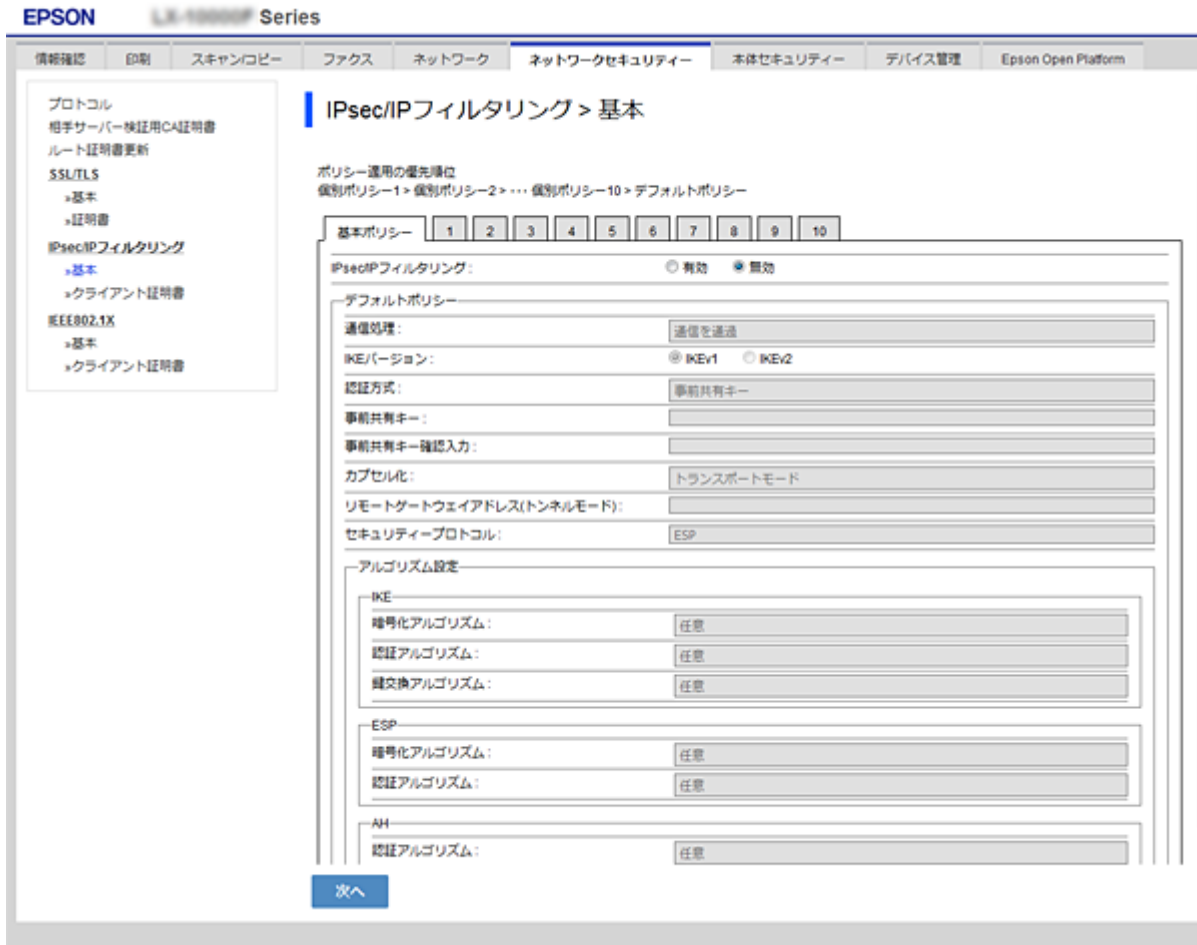 EPSON LX-10000F Series
情報確認 印刷 スキャン/コピー ファクス ネットワーク ネットワークセキュリティー 本体セキュリティー デバイス管理 Epson Open Platform
プロトコル
相手サーバー検証用CA証明書
ルート証明書更新
SSL/TLS
»基本
»証明書
IPsec/IPフィルタリング
»基本
»クライアント証明書
IEEE802.1X
»基本
»クライアント証明書
IPsec/IPフィルタリング > 基本
ポリシー適用の優先順位
個別ポリシー1 > 個別ポリシー2 > ··· 個別ポリシー10 > デフォルトポリシー
基本ポリシー 1 2 3 4 5 6 7 8 9 10
IPsec/IPフィルタリング : 有効 無効
デフォルトポリシー
通信処理 : 通信を通過
IKEバージョン : IKEv1 IKEv2
認証方式 : 事前共有キー
事前共有キー :
事前共有キー確認入力 :
カプセル化 : トランスポートモード
リモートゲートウェイアドレス(トンネルモード) :
セキュリティープロトコル : ESP
アルゴリズム設定
IKE
暗号化アルゴリズム : 任意
認証アルゴリズム : 任意
鍵交換アルゴリズム : 任意
ESP
暗号化アルゴリズム : 任意
認証アルゴリズム : 任意
AH
認証アルゴリズム : 任意
次へ